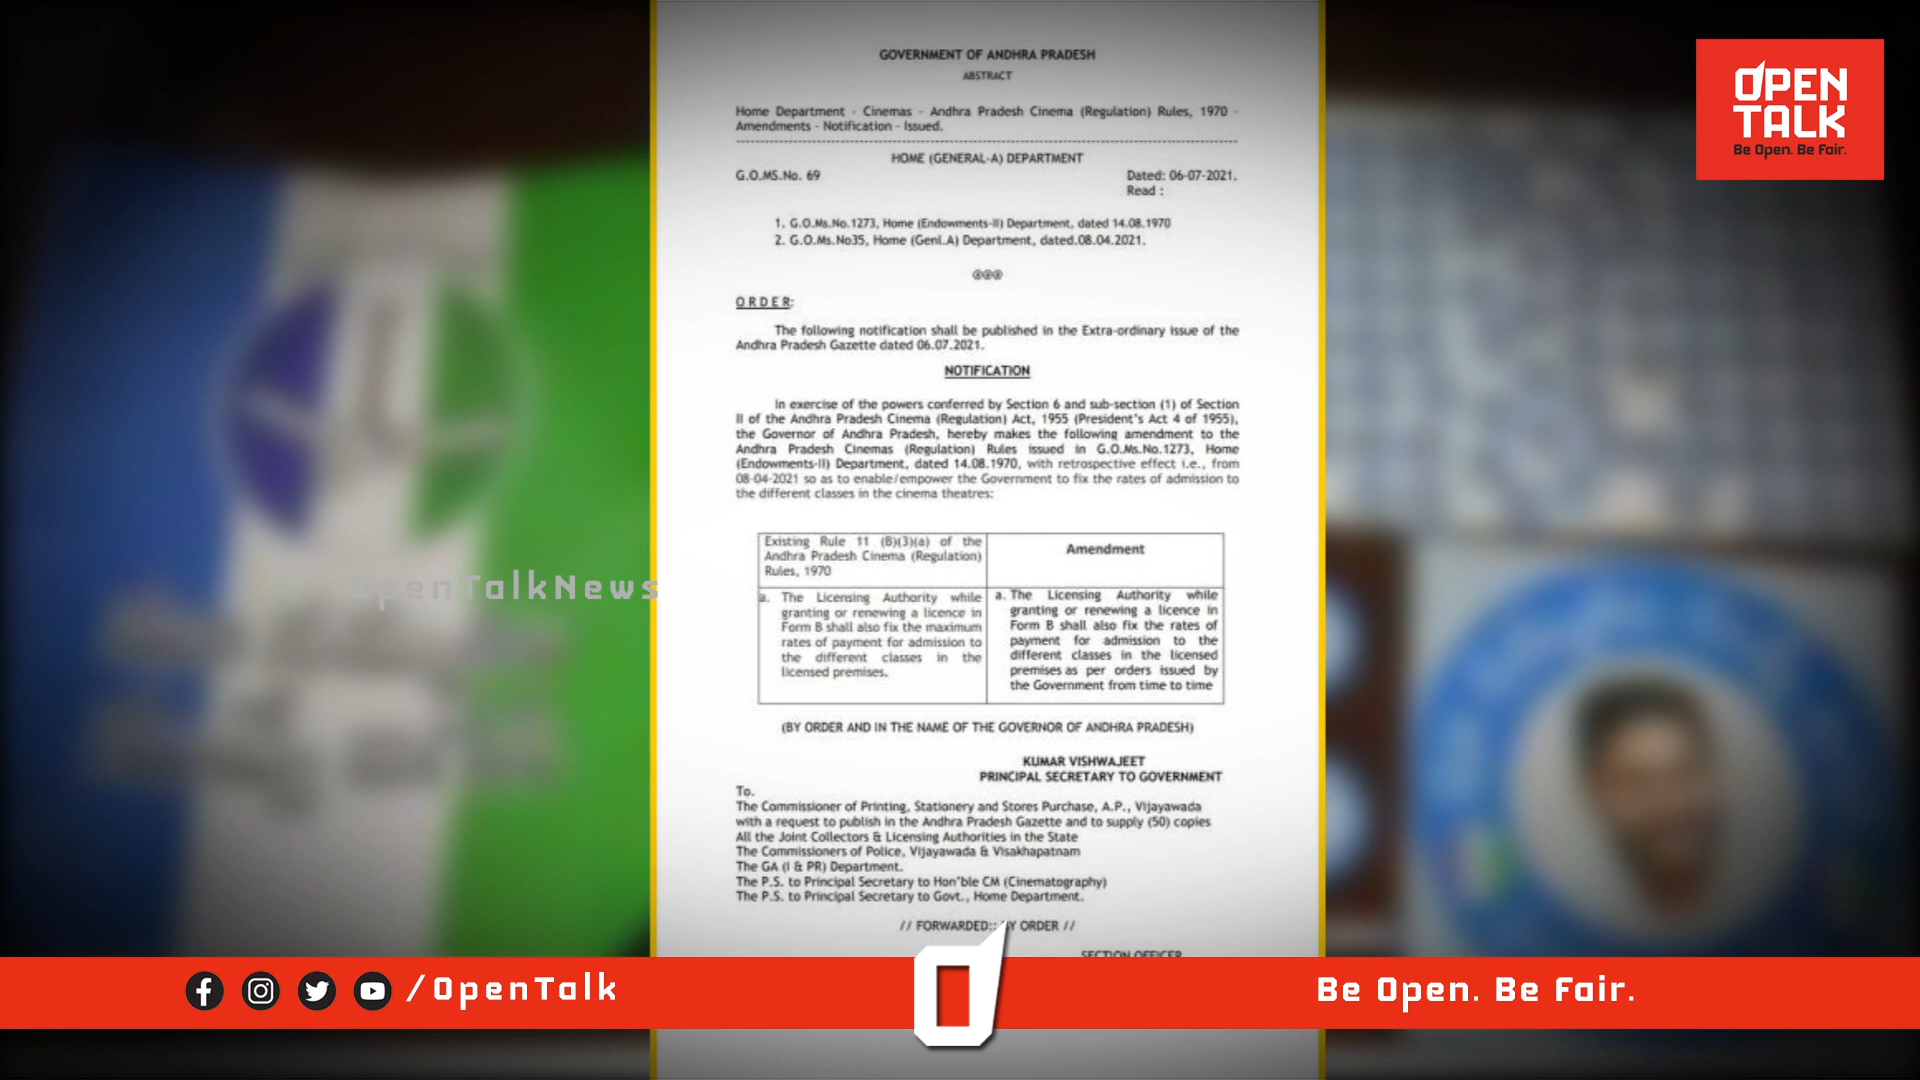 GOVERNMENT OF ANDHRA PRADESH
ABSTRACT
Home Department - Cinemas - Andhra Pradesh Cinema (Regulation) Rules, 1970 -
Amendments - Notification - Issued.
HOME (GENERAL-A) DEPARTMENT
G.O.MS.No. 69
Dated: 06-07-2021.
Read :
1. G.O.Ms.No.1273, Home (Endowments-II) Department, dated 14.08.1970
2. G.O.Ms.No35, Home (Genl.A) Department, dated.08.04.2021.
@@@
O R D E R:
The following notification shall be published in the Extra-ordinary issue of the
Andhra Pradesh Gazette dated 06.07.2021.
NOTIFICATION
In exercise of the powers conferred by Section 6 and sub-section (1) of Section
II of the Andhra Pradesh Cinema (Regulation) Act, 1955 (President's Act 4 of 1955),
the Governor of Andhra Pradesh, hereby makes the following amendment to the
Andhra Pradesh Cinemas (Regulation) Rules issued in G.O.Ms.No.1273, Home
(Endowments-II) Department, dated 14.08.1970, with retrospective effect i.e., from
08-04-2021 so as to enable/empower the Government to fix the rates of admission to
the different classes in the cinema theatres:
Existing Rule 11 (B)(3)(a) of the
Andhra Pradesh Cinema (Regulation)
Rules, 1970
Amendment
a. The Licensing Authority while
granting or renewing a licence in
Form B shall also fix the maximum
rates of payment for admission to
the different classes in the
licensed premises.
a. The Licensing Authority while
granting or renewing a licence in
Form B shall also fix the rates of
payment for admission to the
different classes in the licensed
premises as per orders issued by
the Government from time to time
(BY ORDER AND IN THE NAME OF THE GOVERNOR OF ANDHRA PRADESH)
KUMAR VISHWAJEET
PRINCIPAL SECRETARY TO GOVERNMENT
To.
The Commissioner of Printing, Stationery and Stores Purchase, A.P., Vijayawada
with a request to publish in the Andhra Pradesh Gazette and to supply (50) copies
All the Joint Collectors & Licensing Authorities in the State
The Commissioners of Police, Vijayawada & Visakhapatnam
The GA (I & PR) Department.
The P.S. to Principal Secretary to Hon'ble CM (Cinematography)
The P.S. to Principal Secretary to Govt., Home Department.
// FORWARDED:: BY ORDER //
SECTION OFFICER
OPEN
TALK
Be Open. Be Fair.
OpenTalkNews
/OpenTalk
Be Open. Be Fair.